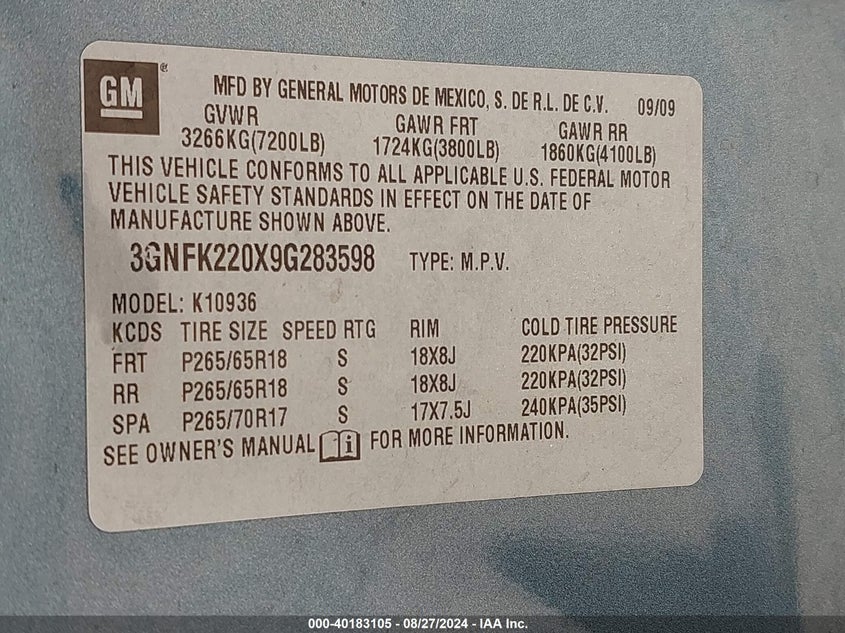 GM®
MFD BY GENERAL MOTORS DE MEXICO, S. DE R.L. DE C.V. 09/09
GVWR GAWR FRT GAWR RR
3266KG(7200LB) 1724KG(3800LB) 1860KG(4100LB)
THIS VEHICLE CONFORMS TO ALL APPLICABLE U.S. FEDERAL MOTOR
VEHICLE SAFETY STANDARDS IN EFFECT ON THE DATE OF
MANUFACTURE SHOWN ABOVE.
3GNFK220X9G283598 TYPE: M.P.V.
MODEL: K10936
KCDS TIRE SIZE SPEED RTG RIM COLD TIRE PRESSURE
FRT P265/65R18 S 18X8J 220KPA(32PSI)
RR P265/65R18 S 18X8J 220KPA(32PSI)
SPA P265/70R17 S 17X7.5J 240KPA(35PSI)
SEE OWNER'S MANUAL i FOR MORE INFORMATION.
000-40183105 - 08/27/2024 - IAA Inc.